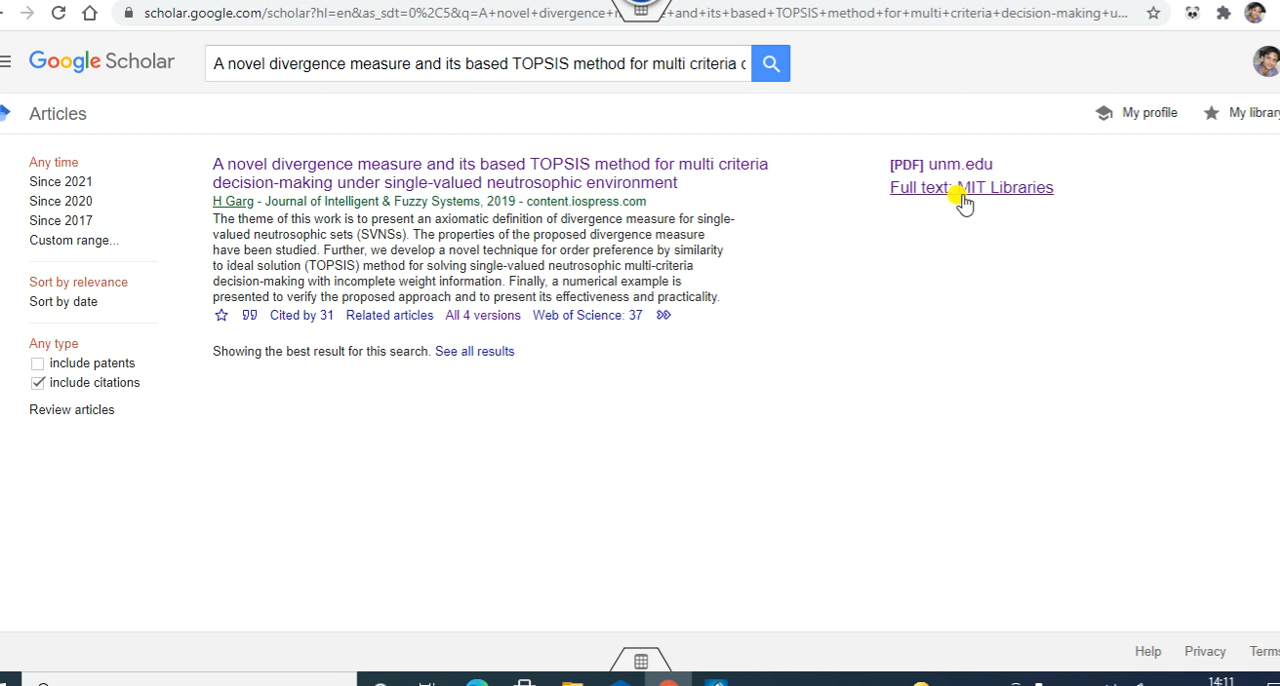 scholar.google.com/scholar?hl=en&as_sdt=0%2C5&q=A+novel+divergence+ +and+its+based+TOPSIS+method+for+multi+criteria+decision-making+u...
Google Scholar
A novel divergence measure and its based TOPSIS method for multi criteria
Articles
My profile
My library
Any time
Since 2021
Since 2020
Since 2017
Custom range...
Sort by relevance
Sort by date
Any type
include patents
include citations
Review articles
A novel divergence measure and its based TOPSIS method for multi criteria
decision-making under single-valued neutrosophic environment
H Garg - Journal of Intelligent & Fuzzy Systems, 2019 - content.iospress.com
The theme of this work is to present an axiomatic definition of divergence measure for single-
valued neutrosophic sets (SVNSs). The properties of the proposed divergence measure
have been studied. Further, we develop a novel technique for order preference by similarity
to ideal solution (TOPSIS) method for solving single-valued neutrosophic multi-criteria
decision-making with incomplete weight information. Finally, a numerical example is
presented to verify the proposed approach and to present its effectiveness and practicality.
Cited by 31 Related articles All 4 versions Web of Science: 37
Showing the best result for this search. See all results
[PDF] unm.edu
Full text: MIT Libraries
Help Privacy Terms
14:11